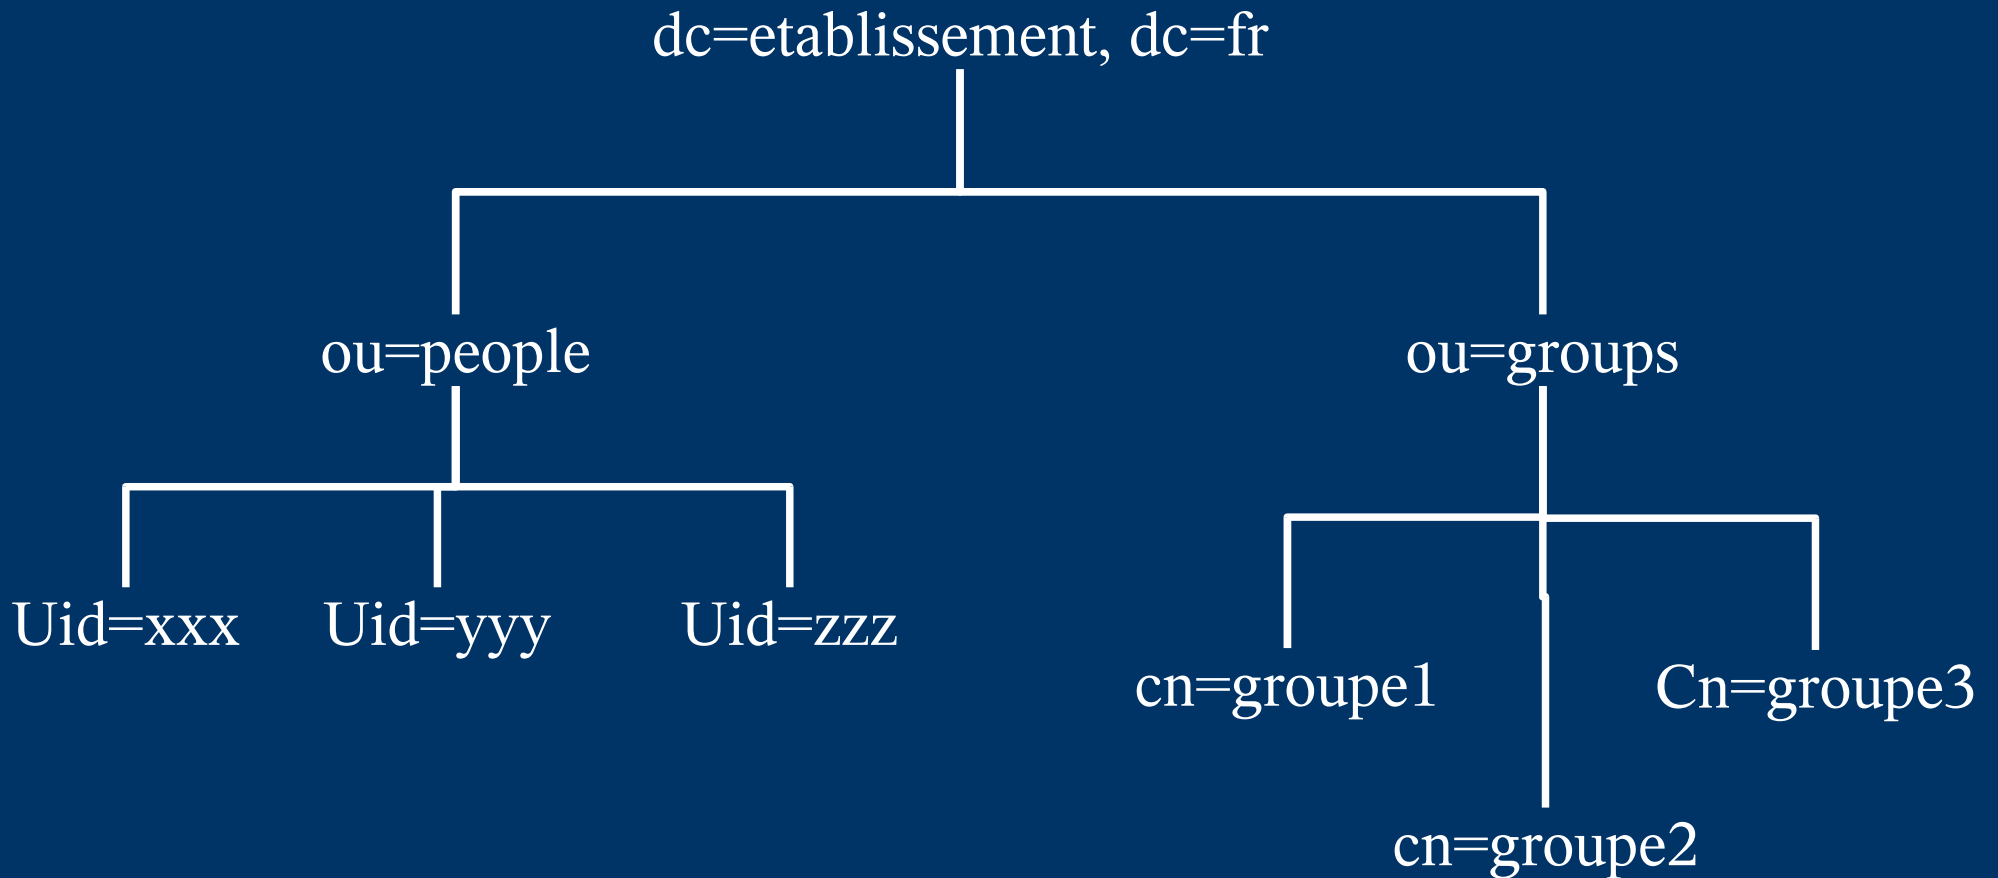 dc=etablissement, dc=fr
ou=people
ou=groups
Uid=xxx
Uid=yyy
Uid=zzz
cn=groupe1
Cn=groupe3
cn=groupe2